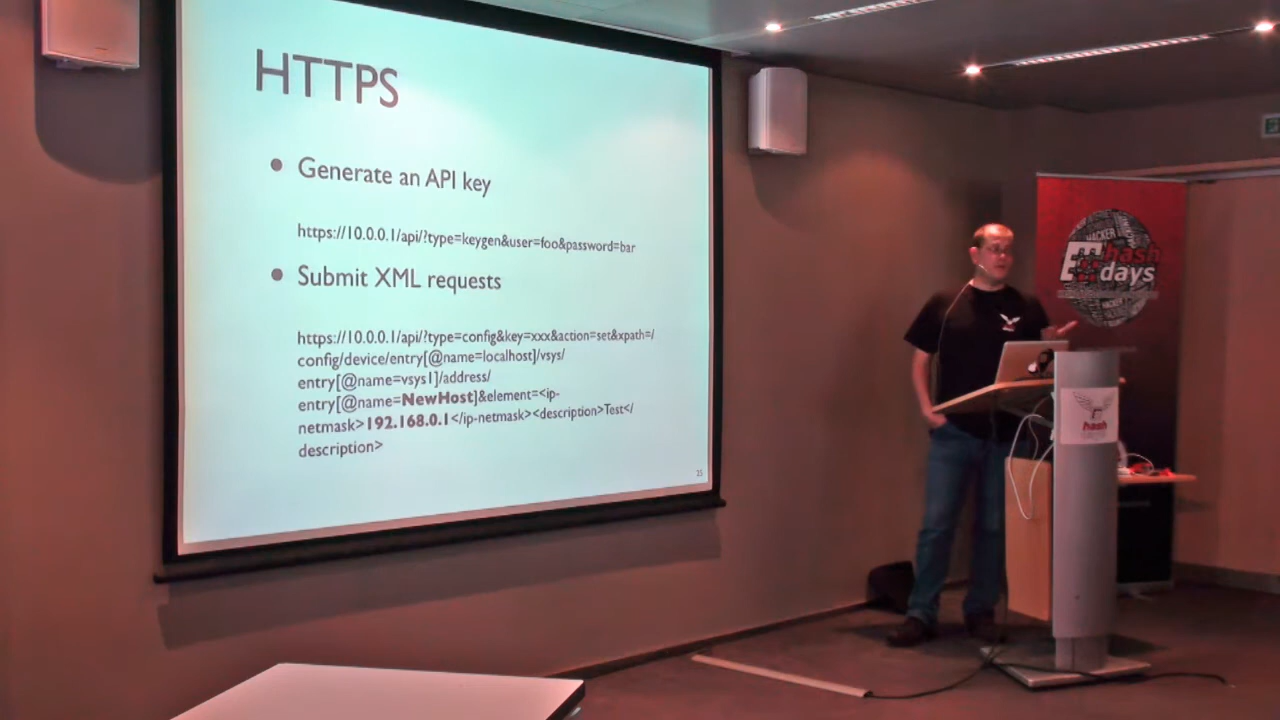 HTTPS
• Generate an API key
https://10.0.0.1/api/?type=keygen&user=foo&password=bar
• Submit XML requests
https://10.0.0.1/api/?type=config&key=xxx&action=set&xpath=/
config/device/entry[@name=localhost]/vsys/
entry[@name=vsys1]/address/
entry[@name=NewHost]&element=<ip-
netmask>192.168.0.1</ip-netmask><description>Test</
description>
HACKER
hash
days
hash